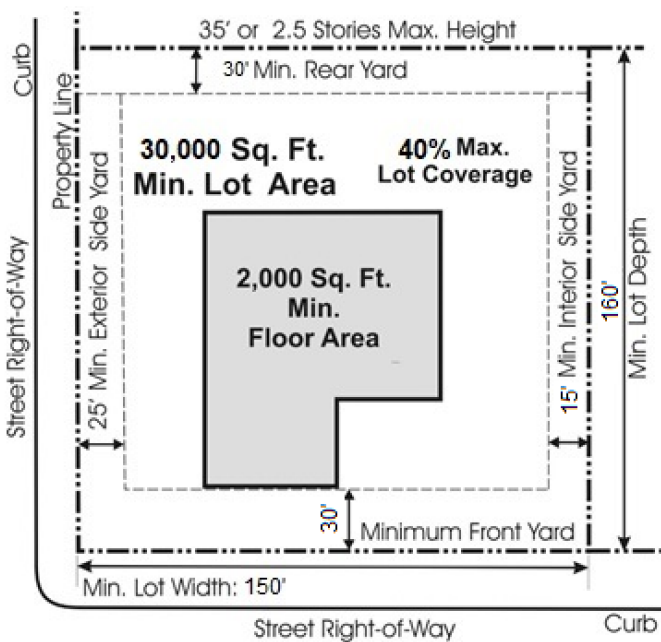 35' or 2.5 Stories Max. Height
Curb
30' Min. Rear Yard
Property Line
30,000 Sq. Ft.
Min. Lot Area
40% Max.
Lot Coverage
25' Min. Exterior Side Yard
2,000 Sq. Ft.
Min.
Floor Area
15' Min. Interior Side Yard
160'
Min. Lot Depth
Street Right-of-Way
30'
Minimum Front Yard
Min. Lot Width: 150'
Street Right-of-Way
Curb